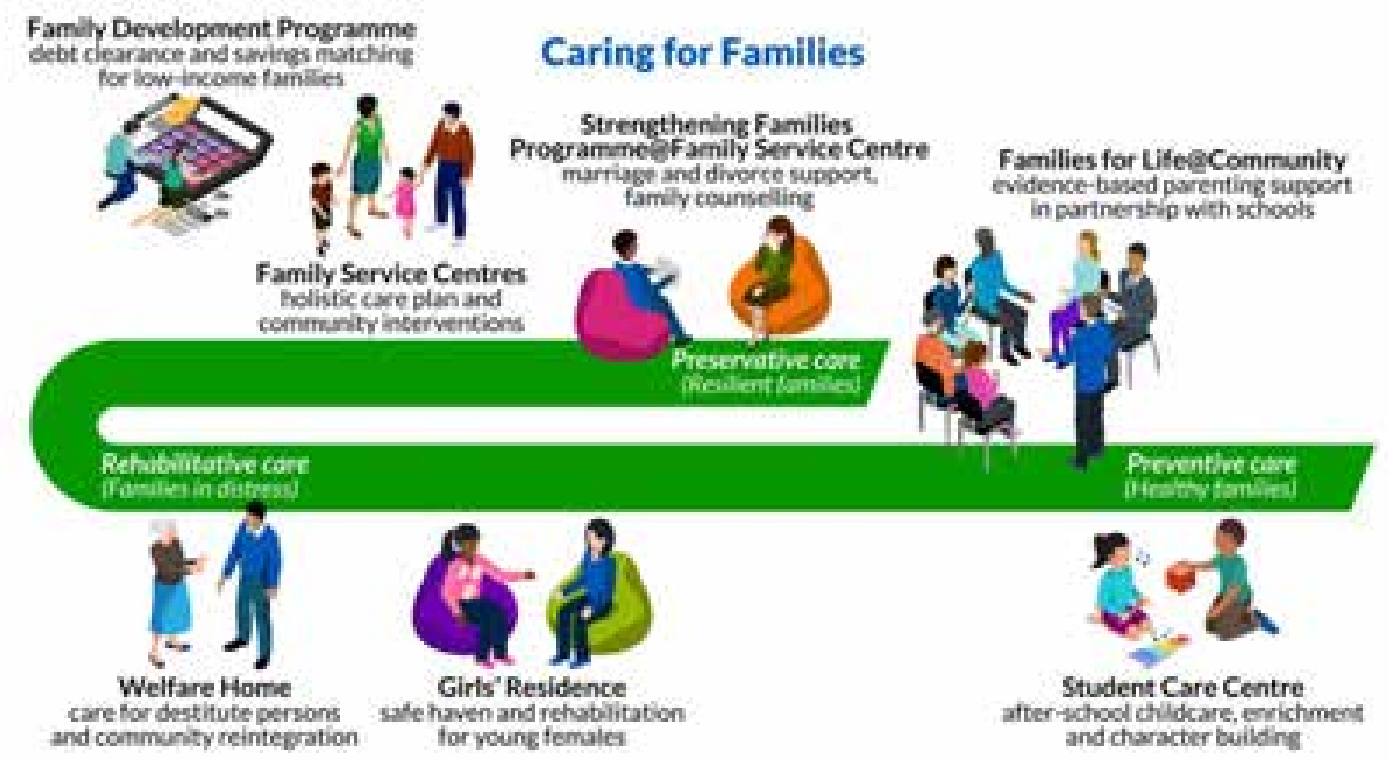 Family Development Programme
debt clearance and savings matching
for low-income families
Caring for Families
Strengthening Families
Programme@Family Service Centre
marriage and divorce support,
family counselling
Families for Life@Community
evidence-based parenting support
in partnership with schools
Family Service Centres
holistic care plan and
community interventions
Preservative care
(Resilient families)
Rehabilitative care
(Families in distress)
Preventive care
(Healthy families)
Welfare Home
care for destitute persons
and community reintegration
Girls' Residence
safe haven and rehabilitation
for young females
Student Care Centre
after-school childcare, enrichment
and character building